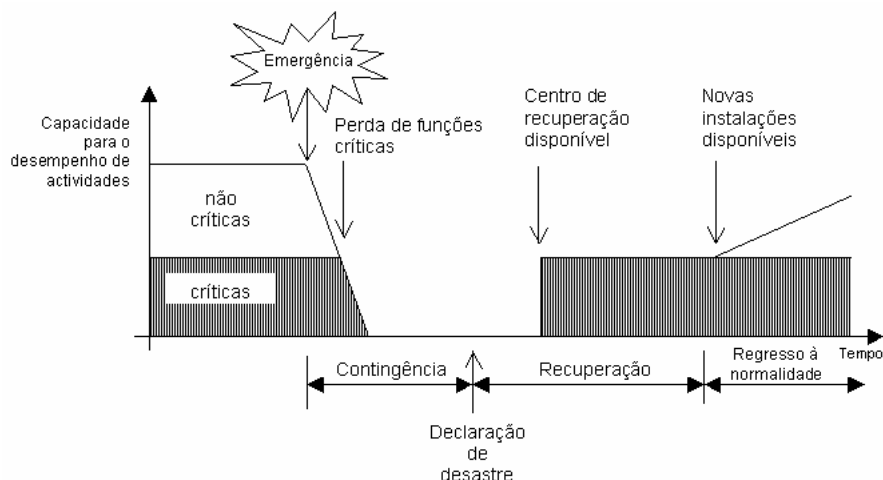 Emergência
Capacidade
para o
desempenho de
actividades
Perda de funções
críticas
Centro de
recuperação
disponível
Novas
instalações
disponíveis
não
críticas
críticas
Tempo
Contingência
Recuperação
Regresso à
normalidade
Declaração
de
desastre